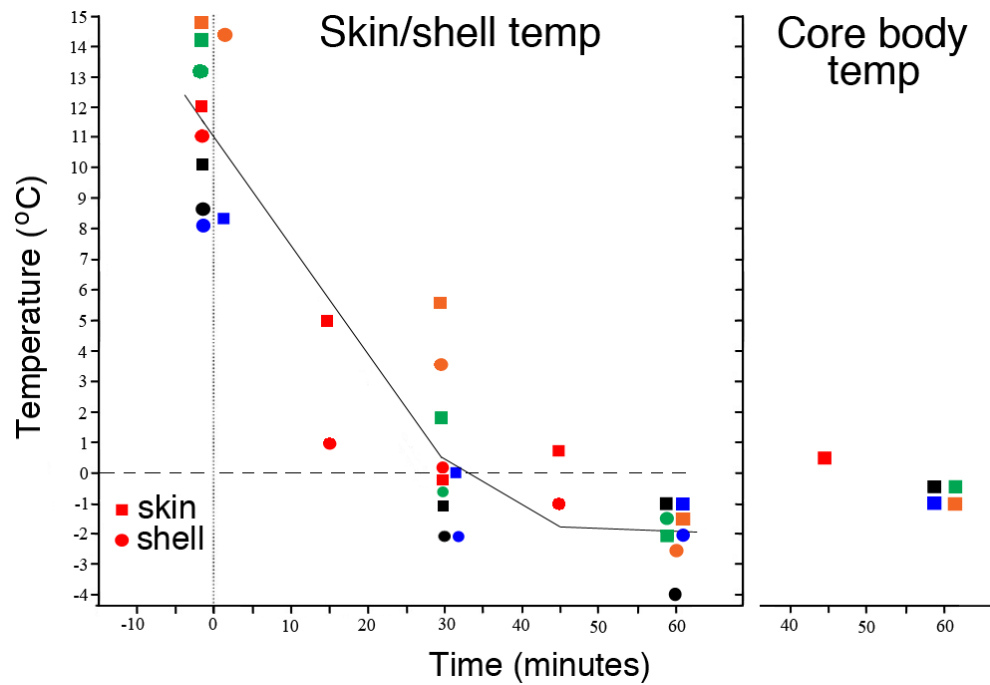 Skin/shell temp
Core body
temp
Temperature (°C)
15
14
13
12
11
10
9
8
7
6
5
4
3
2
1
0
-1
-2
-3
-4
skin
shell
-10 0 10 20 30 40 50 60
40 50 60
Time (minutes)